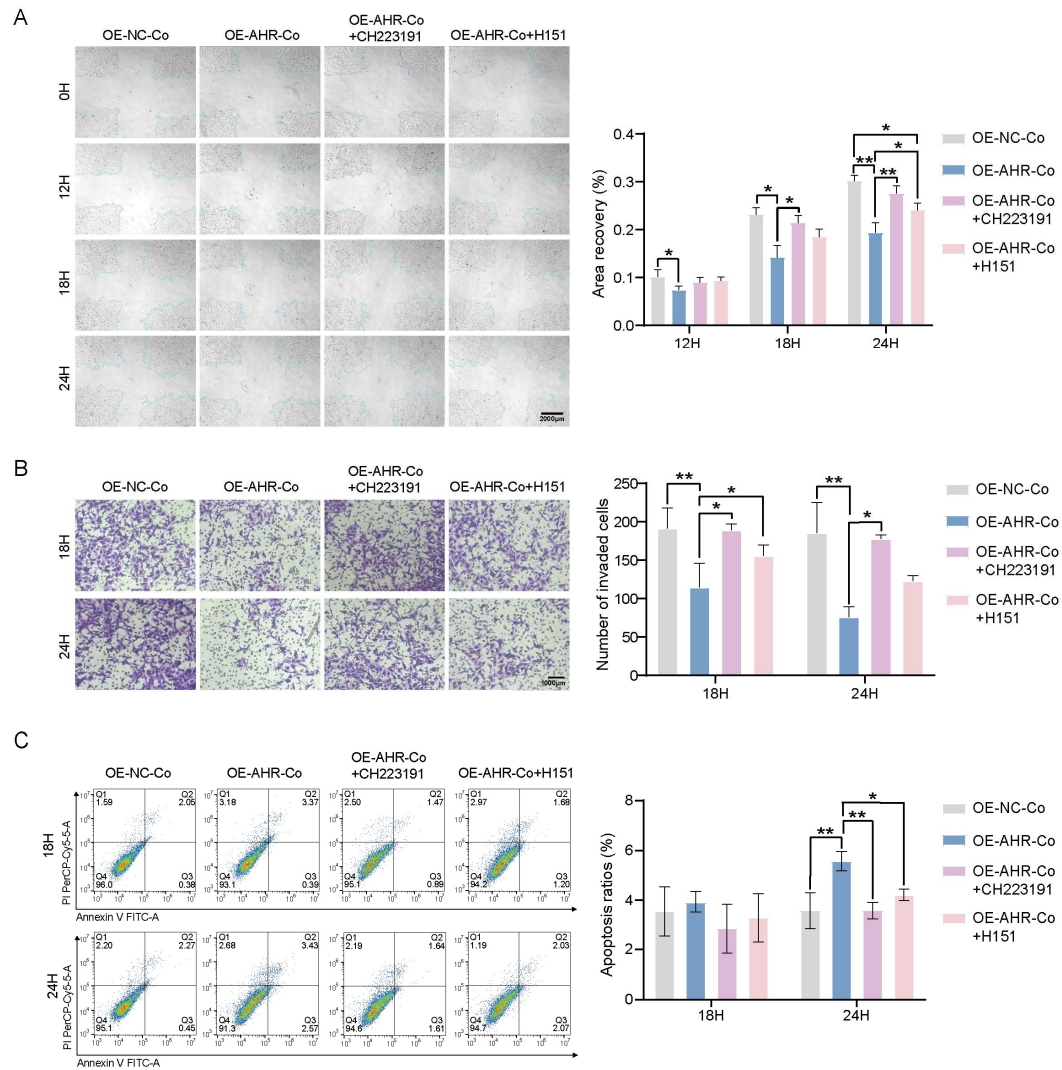 A
OE-NC-Co
OE-AHR-Co
OE-AHR-Co
+CH223191
OE-AHR-Co+H151
0H
12H
18H
24H
2000μm
Area recovery (%)
0.4
0.3
0.2
0.1
0.0
*
*
*
**
**
*
*
12H
18H
24H
OE-NC-Co
OE-AHR-Co
OE-AHR-Co
+CH223191
OE-AHR-Co
+H151
B
OE-NC-Co
OE-AHR-Co
OE-AHR-Co
+CH223191
OE-AHR-Co+H151
18H
24H
1000μm
Number of invaded cells
250
200
150
100
50
0
**
*
*
**
*
18H
24H
OE-NC-Co
OE-AHR-Co
OE-AHR-Co
+CH223191
OE-AHR-Co
+H151
C
OE-NC-Co
OE-AHR-Co
OE-AHR-Co
+CH223191
OE-AHR-Co+H151
18H
PI PerCP-Cy5-5-A
10⁷
10⁶
10⁵
10⁴
10³
Q1
1.59
Q2
2.05
Q4
96.0
Q3
0.38
Q1
3.18
Q2
3.37
Q4
93.1
Q3
0.39
Q1
2.50
Q2
1.47
Q4
95.1
Q3
0.89
Q1
2.97
Q2
1.68
Q4
94.2
Q3
1.20
Annexin V FITC-A
24H
PI PerCP-Cy5-5-A
Q1
2.20
Q2
2.27
Q4
95.1
Q3
0.45
Q1
2.68
Q2
3.43
Q4
91.3
Q3
2.57
Q1
2.19
Q2
1.64
Q4
94.6
Q3
1.61
Q1
1.19
Q2
2.03
Q4
94.7
Q3
2.07
Annexin V FITC-A
Apoptosis ratios (%)
8
6
4
2
0
**
**
*
18H
24H
OE-NC-Co
OE-AHR-Co
OE-AHR-Co
+CH223191
OE-AHR-Co
+H151